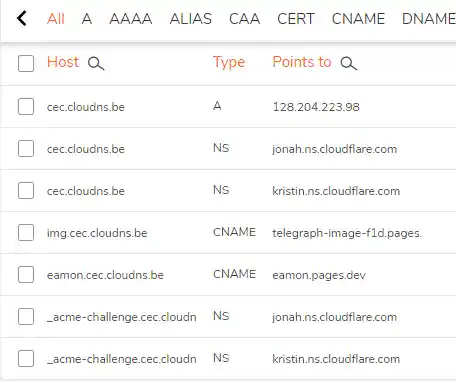 All A AAAA ALIAS CAA CERT CNAME DNAME
Host Type Points to
cec.cloudns.be A 128.204.223.98
cec.cloudns.be NS jonah.ns.cloudflare.com
cec.cloudns.be NS kristin.ns.cloudflare.com
img.cec.cloudns.be CNAME telegraph-image-f1d.pages.
eamon.cec.cloudns.be CNAME eamon.pages.dev
_acme-challenge.cec.cloudn NS jonah.ns.cloudflare.com
_acme-challenge.cec.cloudn NS kristin.ns.cloudflare.com